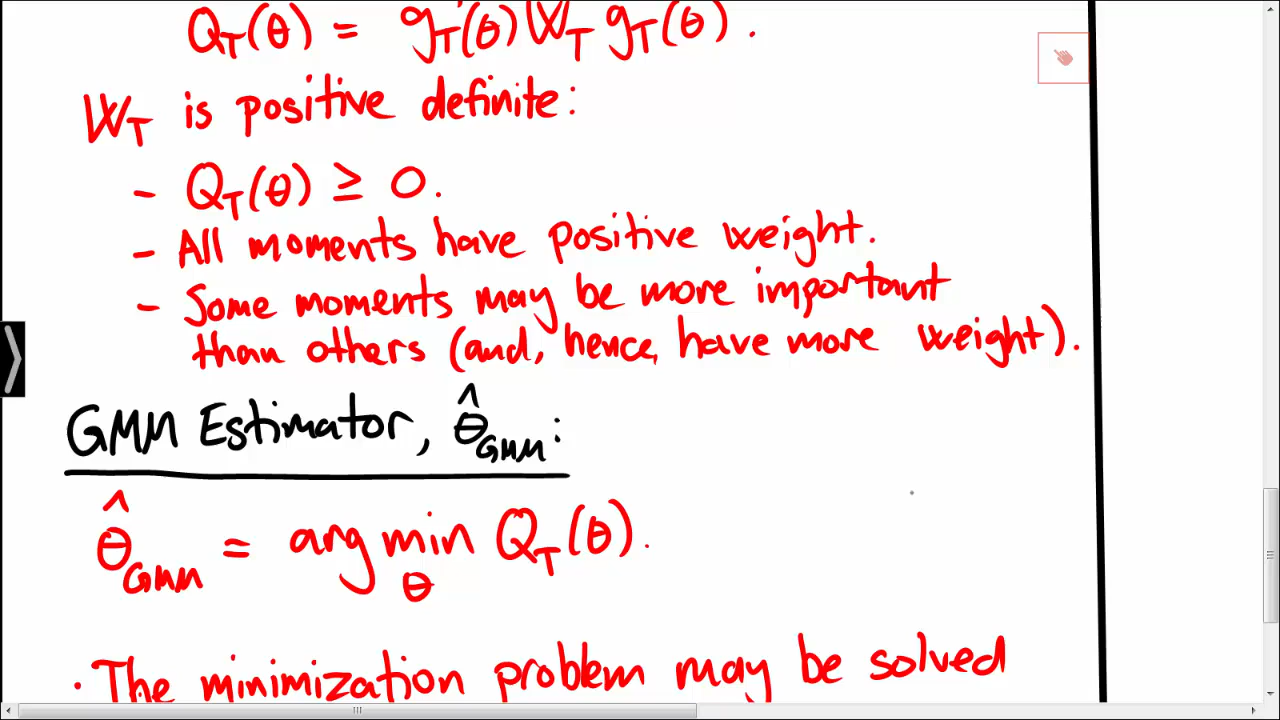 Q_T(θ) = g_T'(θ) W_T g_T(θ).
W_T is positive definite:
- Q_T(θ) ≥ 0.
- All moments have positive weight.
- Some moments may be more important
than others (and, hence, have more weight).
GMM Estimator, θ̂_GMM:
θ̂_GMM = arg min_θ Q_T(θ).
· The minimization problem may be solved